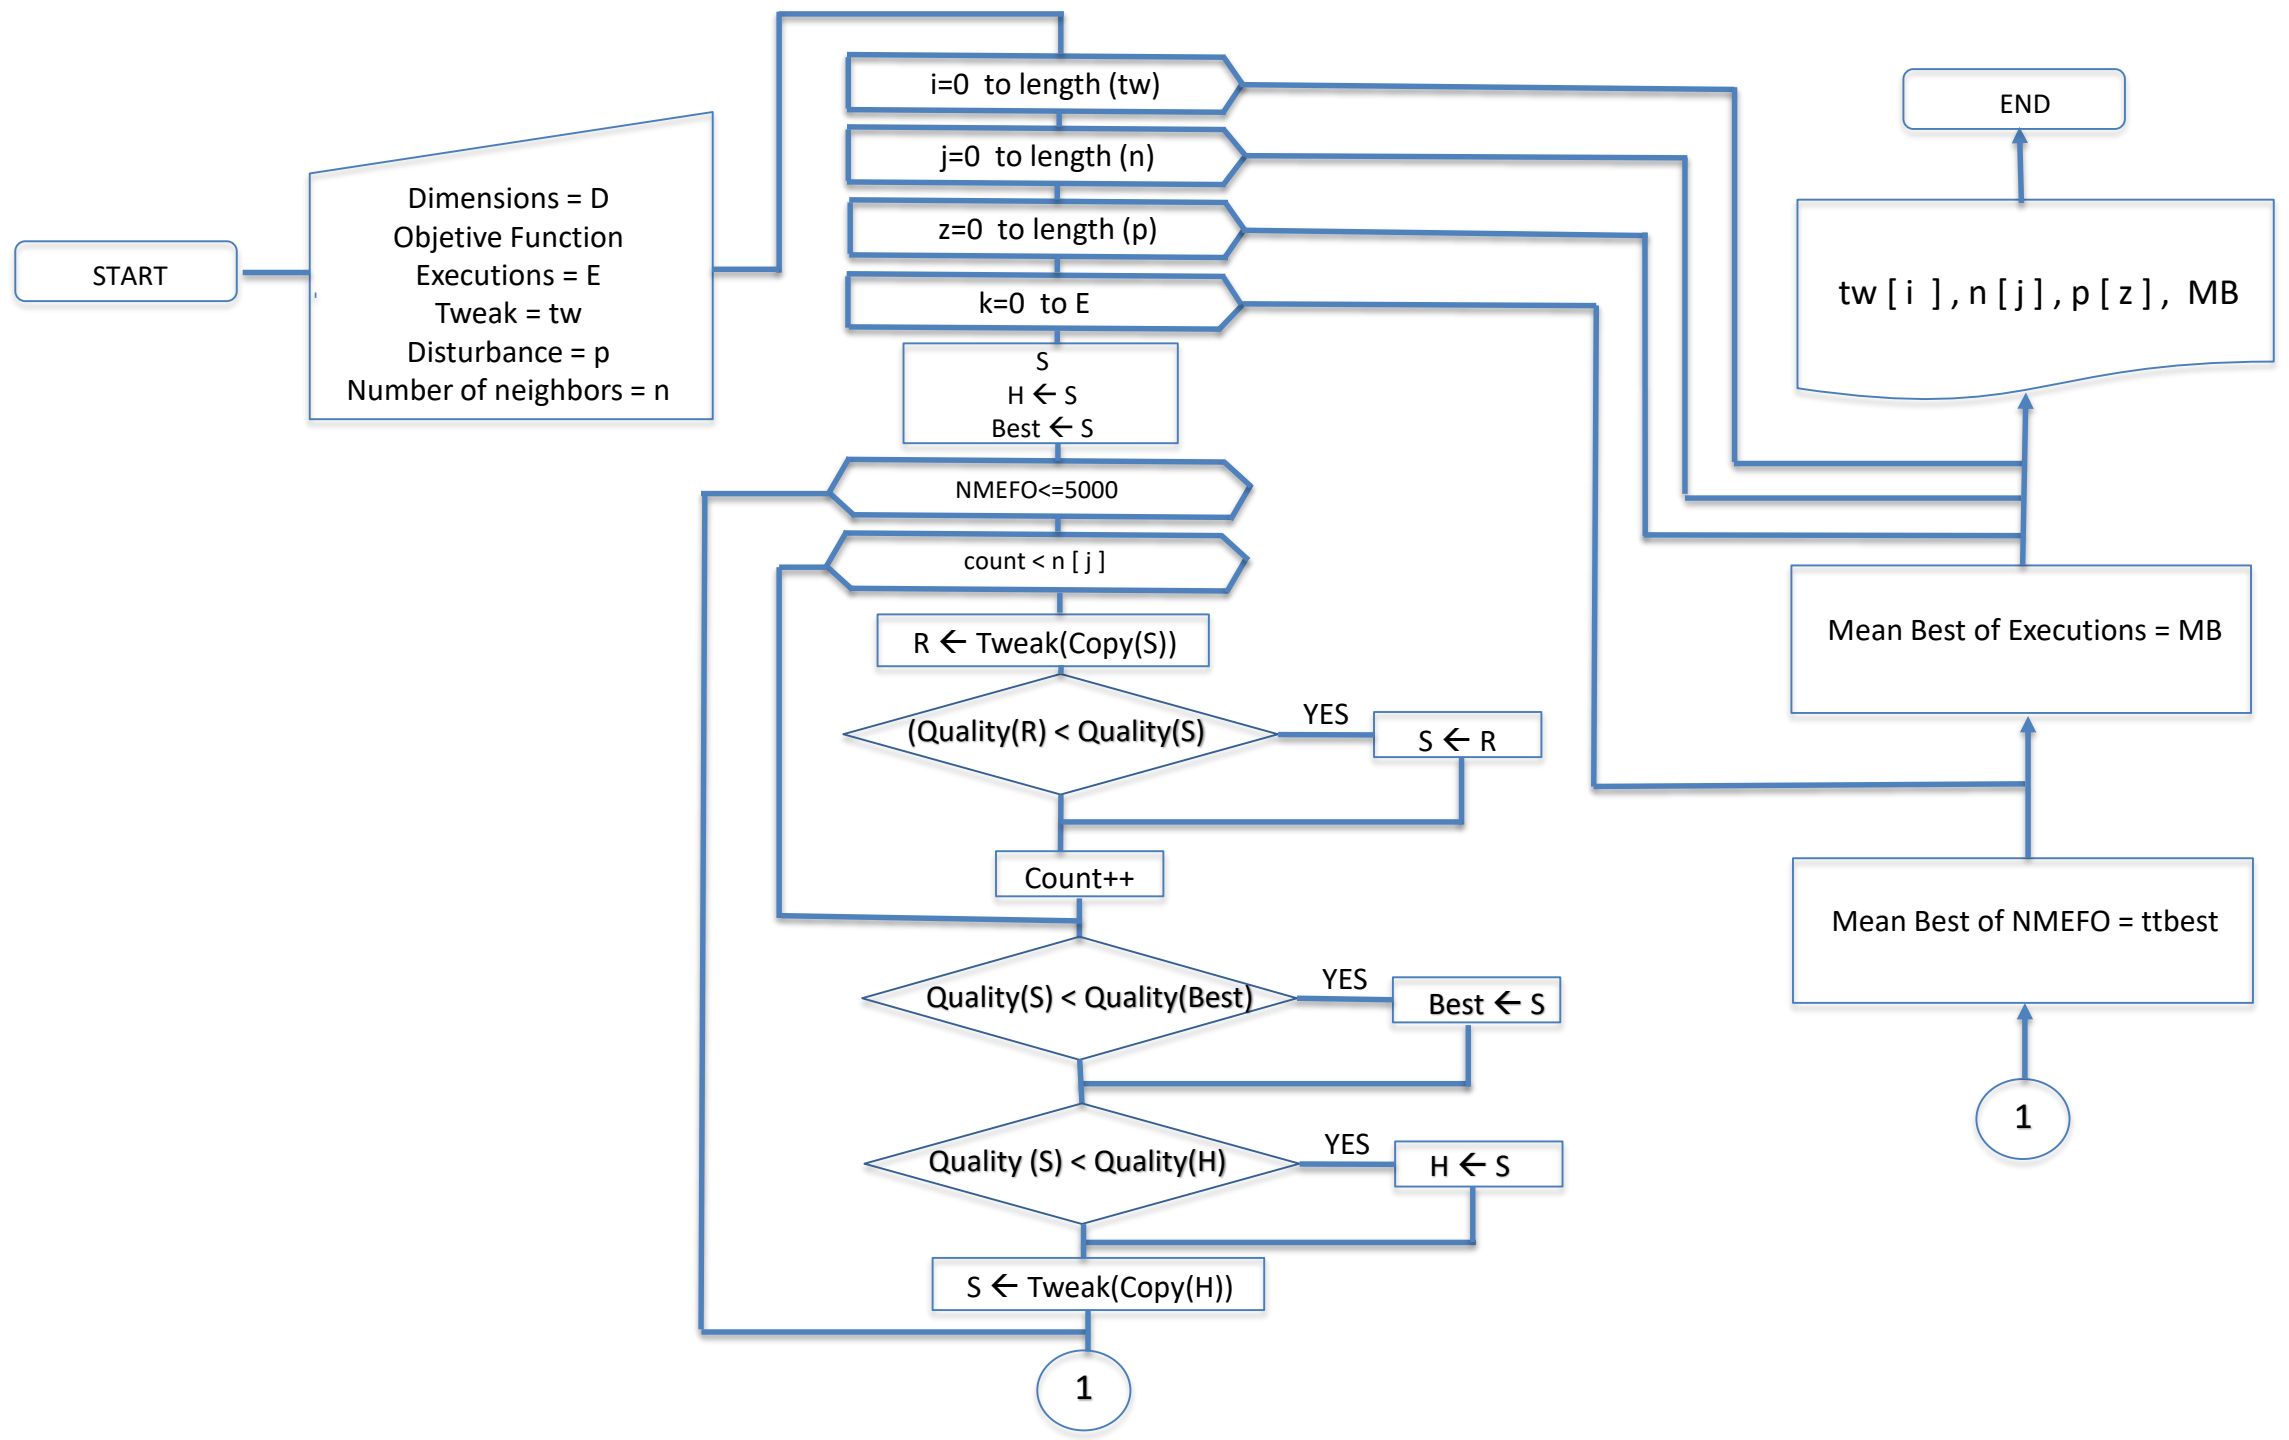 START
Dimensions = D
Objetive Function
Executions = E
Tweak = tw
Disturbance = p
Number of neighbors = n
i=0 to length (tw)
j=0 to length (n)
z=0 to length (p)
k=0 to E
S
H ← S
Best ← S
NMEFO<=5000
count < n [ j ]
R ← Tweak(Copy(S))
(Quality(R) < Quality(S)
YES
S ← R
Count++
Quality(S) < Quality(Best)
YES
Best ← S
Quality (S) < Quality(H)
YES
H ← S
S ← Tweak(Copy(H))
1
1
Mean Best of NMEFO = ttbest
Mean Best of Executions = MB
tw [ i ] , n [ j ] , p [ z ] , MB
END